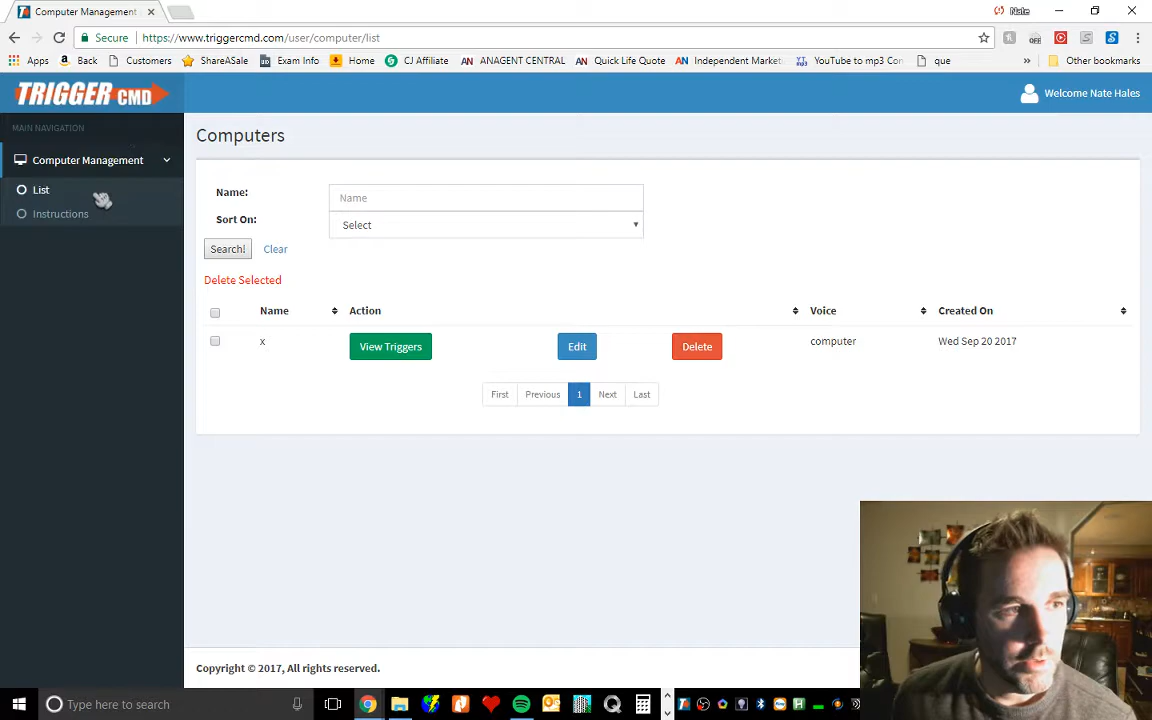 Computer Management
Nate
Secure
https://www.triggercmd.com/user/computer/list
Apps
Back
Customers
ShareASale
Exam Info
Home
CJ Affiliate
AN ANAGENT CENTRAL
Quick Life Quote
AN Independent Market
YouTube to mp3 Con
que
»
Other bookmarks
TRIGGER CMD
Welcome Nate Hales
MAIN NAVIGATION
Computer Management
List
Instructions
Computers
Name:
Name
Sort On:
Select
Search!
Clear
Delete Selected
Name
Action
Voice
Created On
x
View Triggers
Edit
Delete
computer
Wed Sep 20 2017
First
Previous
1
Next
Last
Copyright © 2017, All rights reserved.
Type here to search